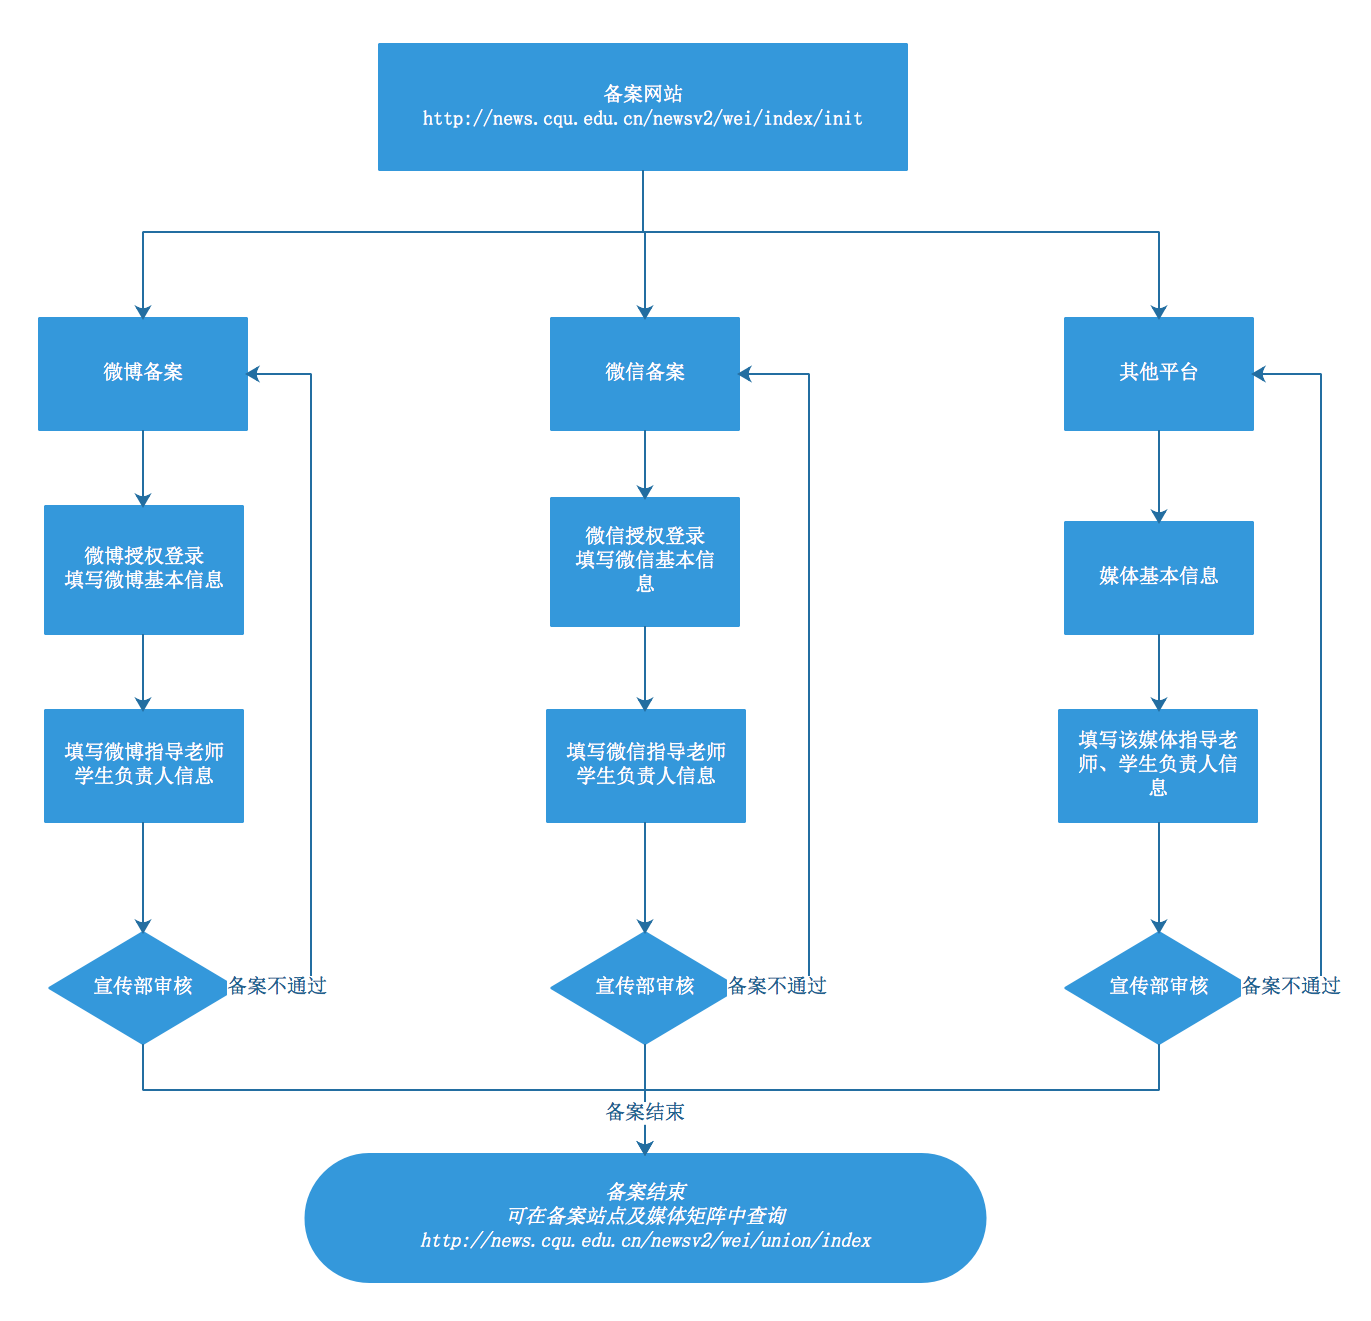 备案网站
http://news.cqu.edu.cn/newsv2/wei/index/init
微博备案
微信备案
其他平台
微博授权登录
填写微博基本信息
微信授权登录
填写微信基本信
息
媒体基本信息
填写微博指导老师
学生负责人信息
填写微信指导老师
学生负责人信息
填写该媒体指导老
师、学生负责人信
息
宣传部审核
备案不通过
宣传部审核
备案不通过
宣传部审核
备案不通过
备案结束
备案结束
可在备案站点及媒体矩阵中查询
http://news.cqu.edu.cn/newsv2/wei/union/index